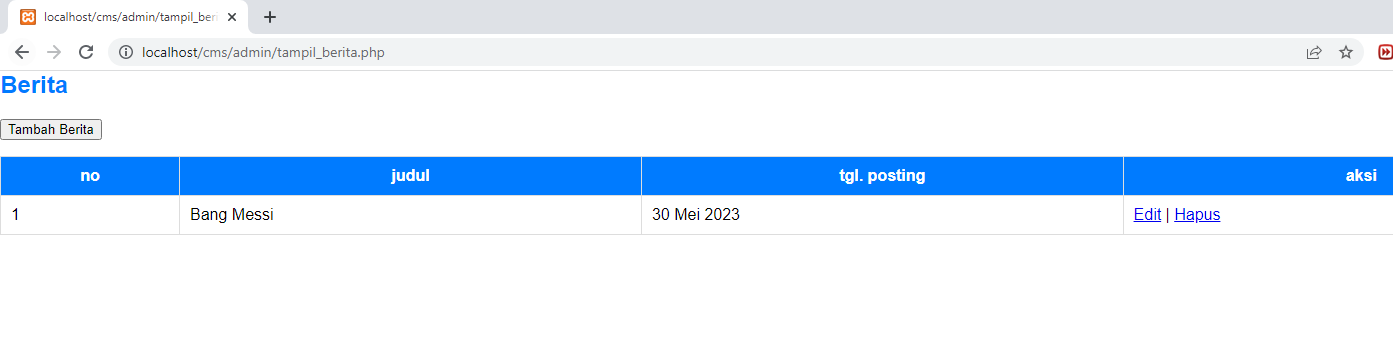 localhost/cms/admin/tampil_beri
localhost/cms/admin/tampil_berita.php
Berita
Tambah Berita
no judul tgl. posting aksi
1 Bang Messi 30 Mei 2023 Edit | Hapus